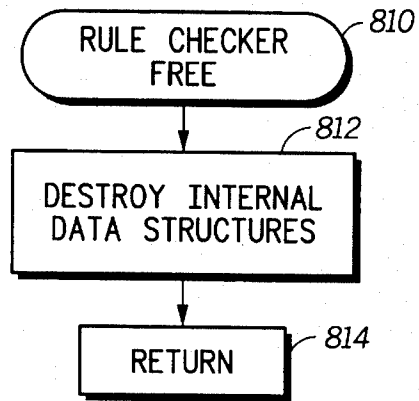 810
RULE CHECKER
FREE
812
DESTROY INTERNAL
DATA STRUCTURES
RETURN
814